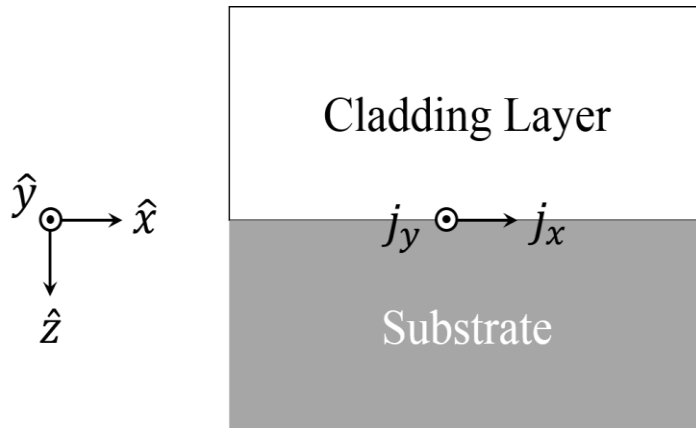 Cladding Layer
ŷ x̂
j_y j_x
ẑ
Substrate